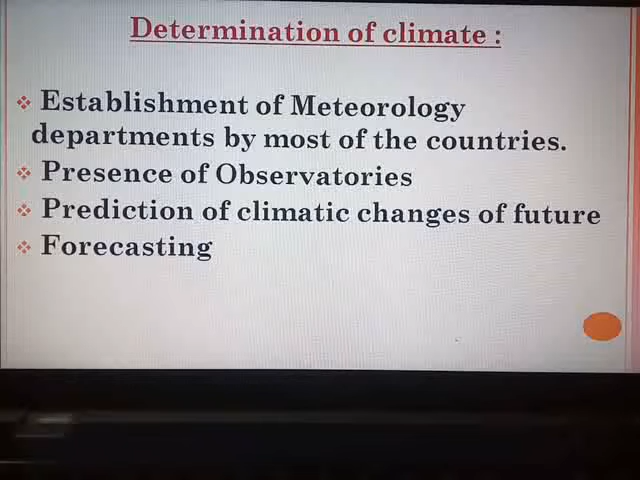 Determination of climate :
Establishment of Meteorology
departments by most of the countries.
Presence of Observatories
Prediction of climatic changes of future
Forecasting